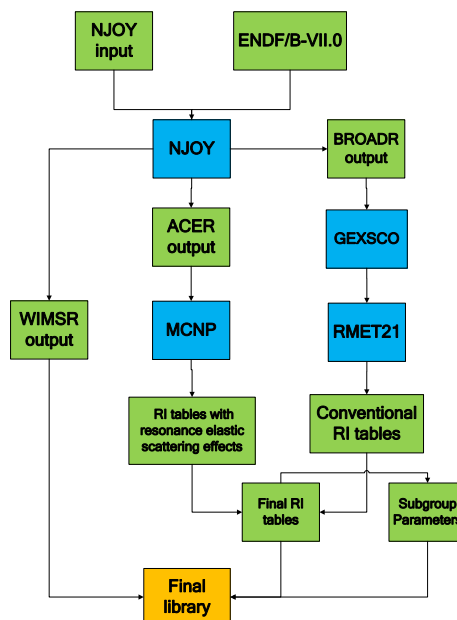 NJOY
input
ENDF/B-VII.0
NJOY
BROADR
output
ACER
output
GEXSCO
WIMSR
output
MCNP
RMET21
RI tables with
resonance elastic
scattering effects
Conventional
RI tables
Final RI
tables
Subgroup
Parameters
Final
library